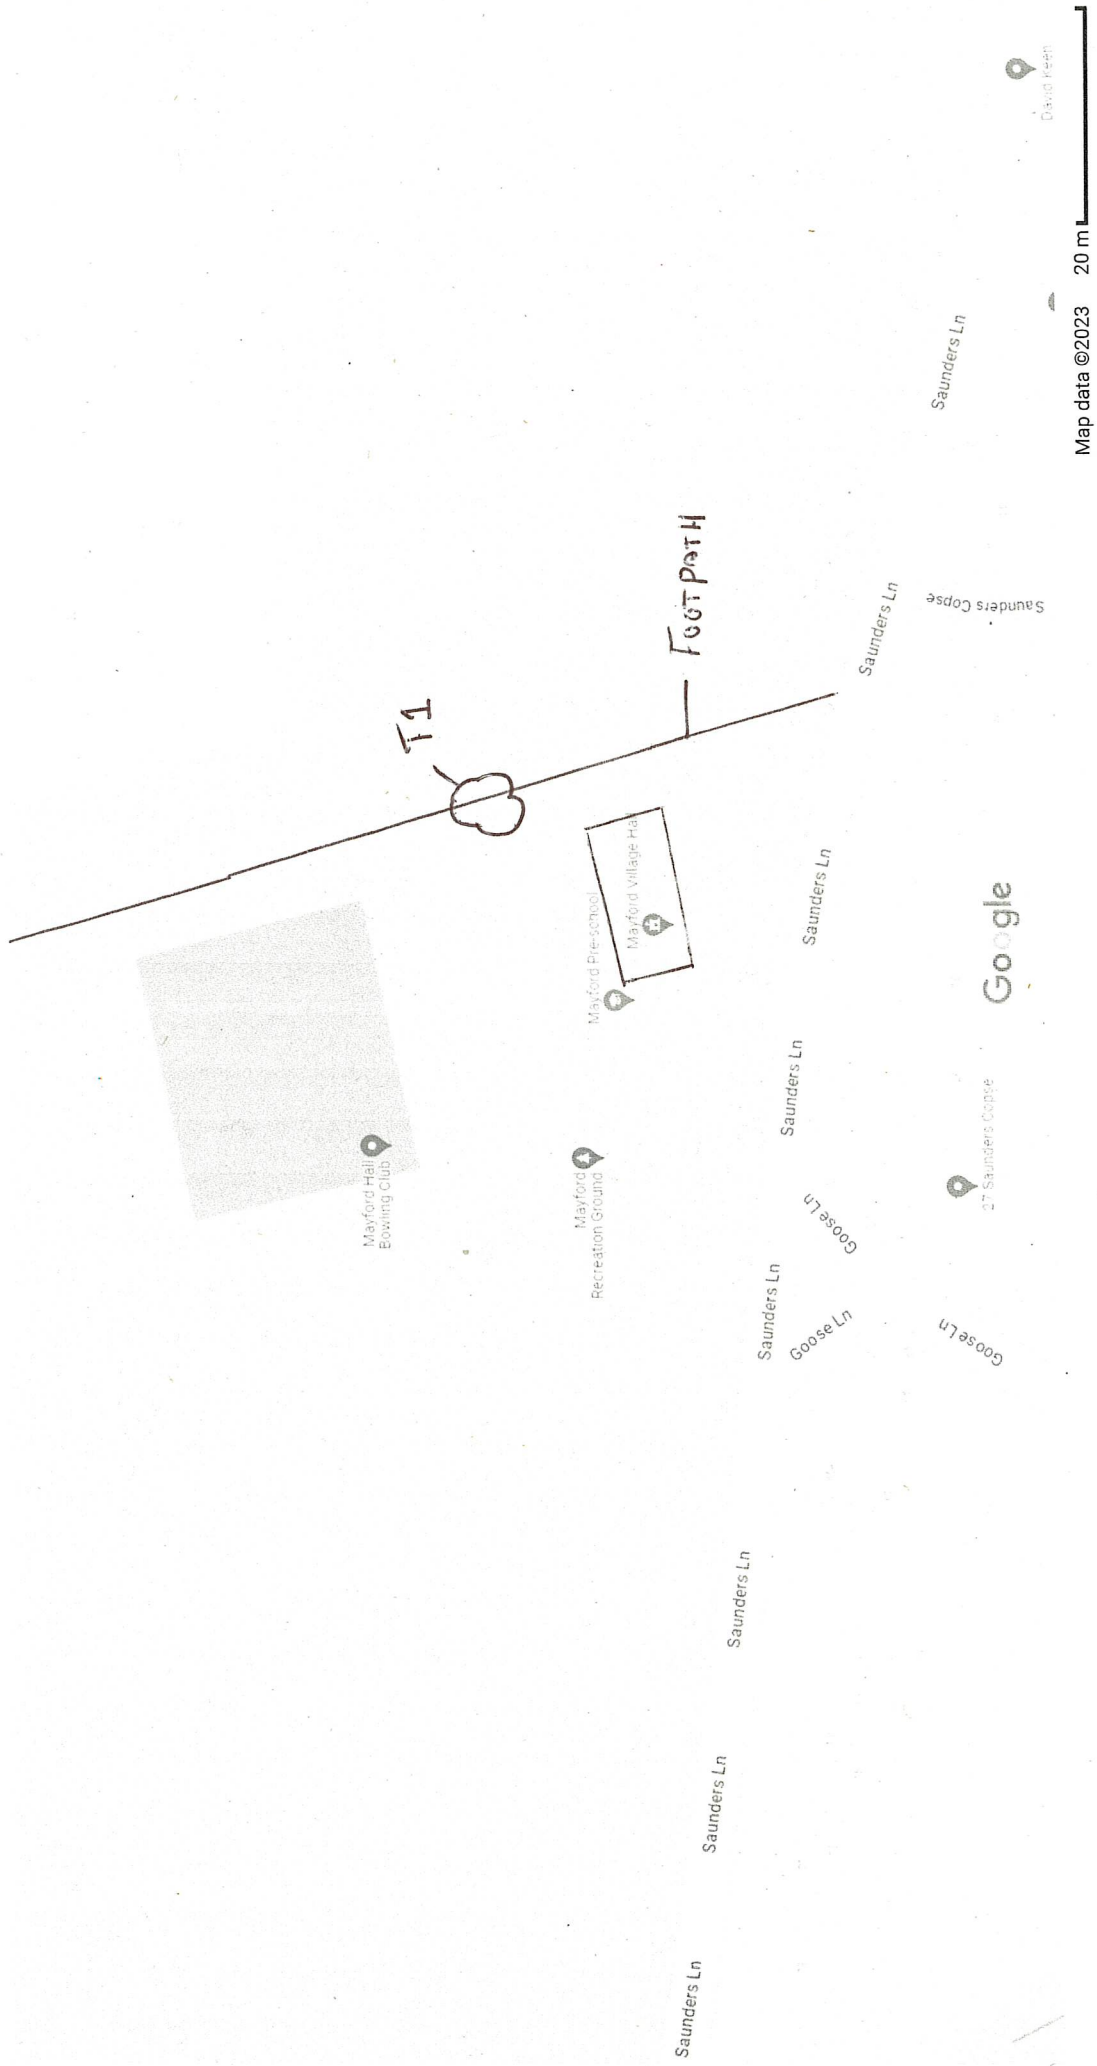 T1
FOOTPATH
Mayford Hall
Bowling Club
Mayford
Recreation Ground
Mayford Pre-school
Mayford Village Hall
Saunders Ln
Saunders Ln
Saunders Ln
Saunders Ln
Goose Ln
Saunders Ln
Goose Ln
Saunders Ln
Saunders Ln
Saunders Ln
Saunders Copse
Goose Ln
27 Saunders Copse
Google
David Keen
Map data ©2023
20 m